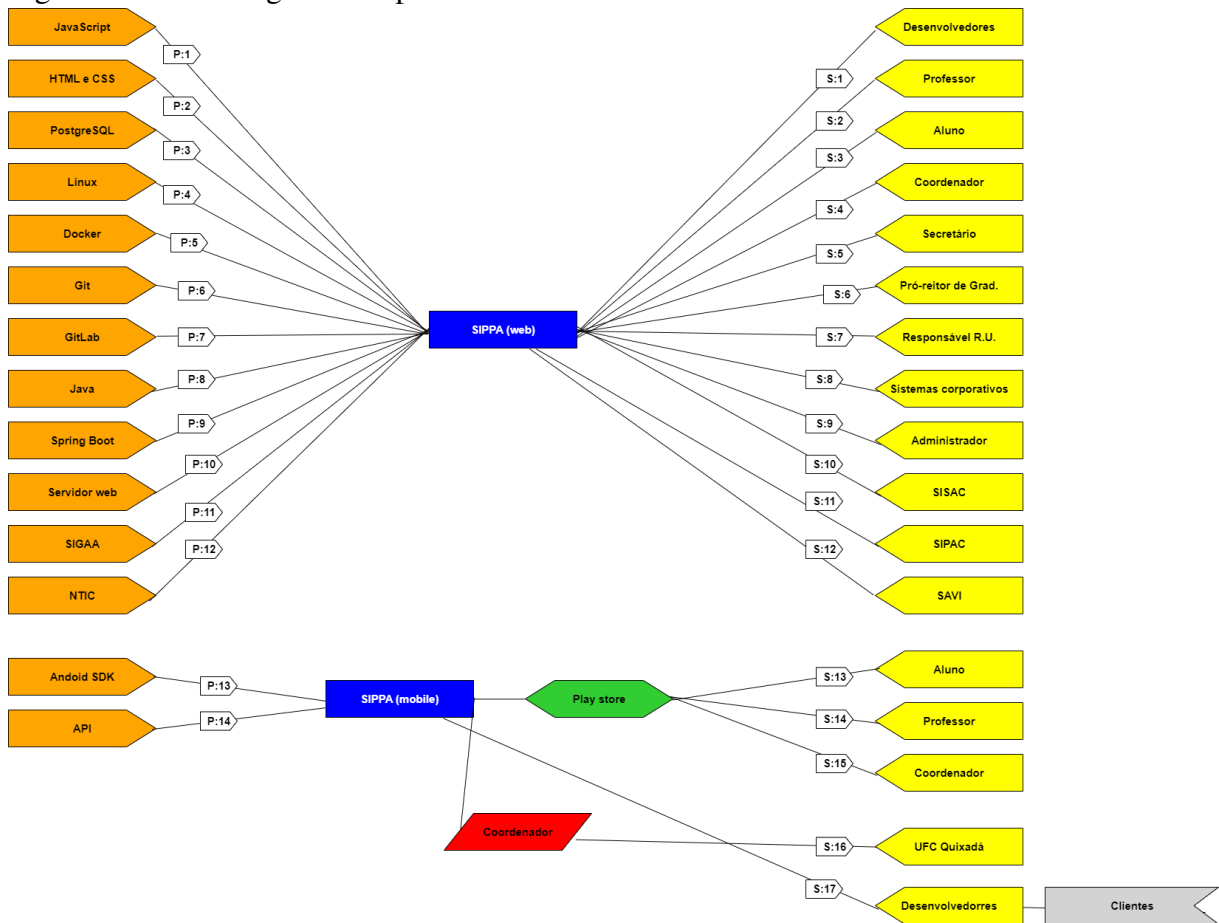 JavaScript
P:1
HTML e CSS
P:2
PostgreSQL
P:3
Linux
P:4
Docker
P:5
Git
P:6
GitLab
P:7
Java
P:8
Spring Boot
P:9
Servidor web
P:10
SIGAA
P:11
NTIC
P:12
SIPPA (web)
S:1
Desenvolvedores
S:2
Professor
S:3
Aluno
S:4
Coordenador
S:5
Secretário
S:6
Pró-reitor de Grad.
S:7
Responsável R.U.
S:8
Sistemas corporativos
S:9
Administrador
S:10
SISAC
S:11
SIPAC
S:12
SAVI
Andoid SDK
P:13
API
P:14
SIPPA (mobile)
Play store
S:13
Aluno
S:14
Professor
S:15
Coordenador
Coordenador
S:16
UFC Quixadá
S:17
Desenvolvedorres
Clientes